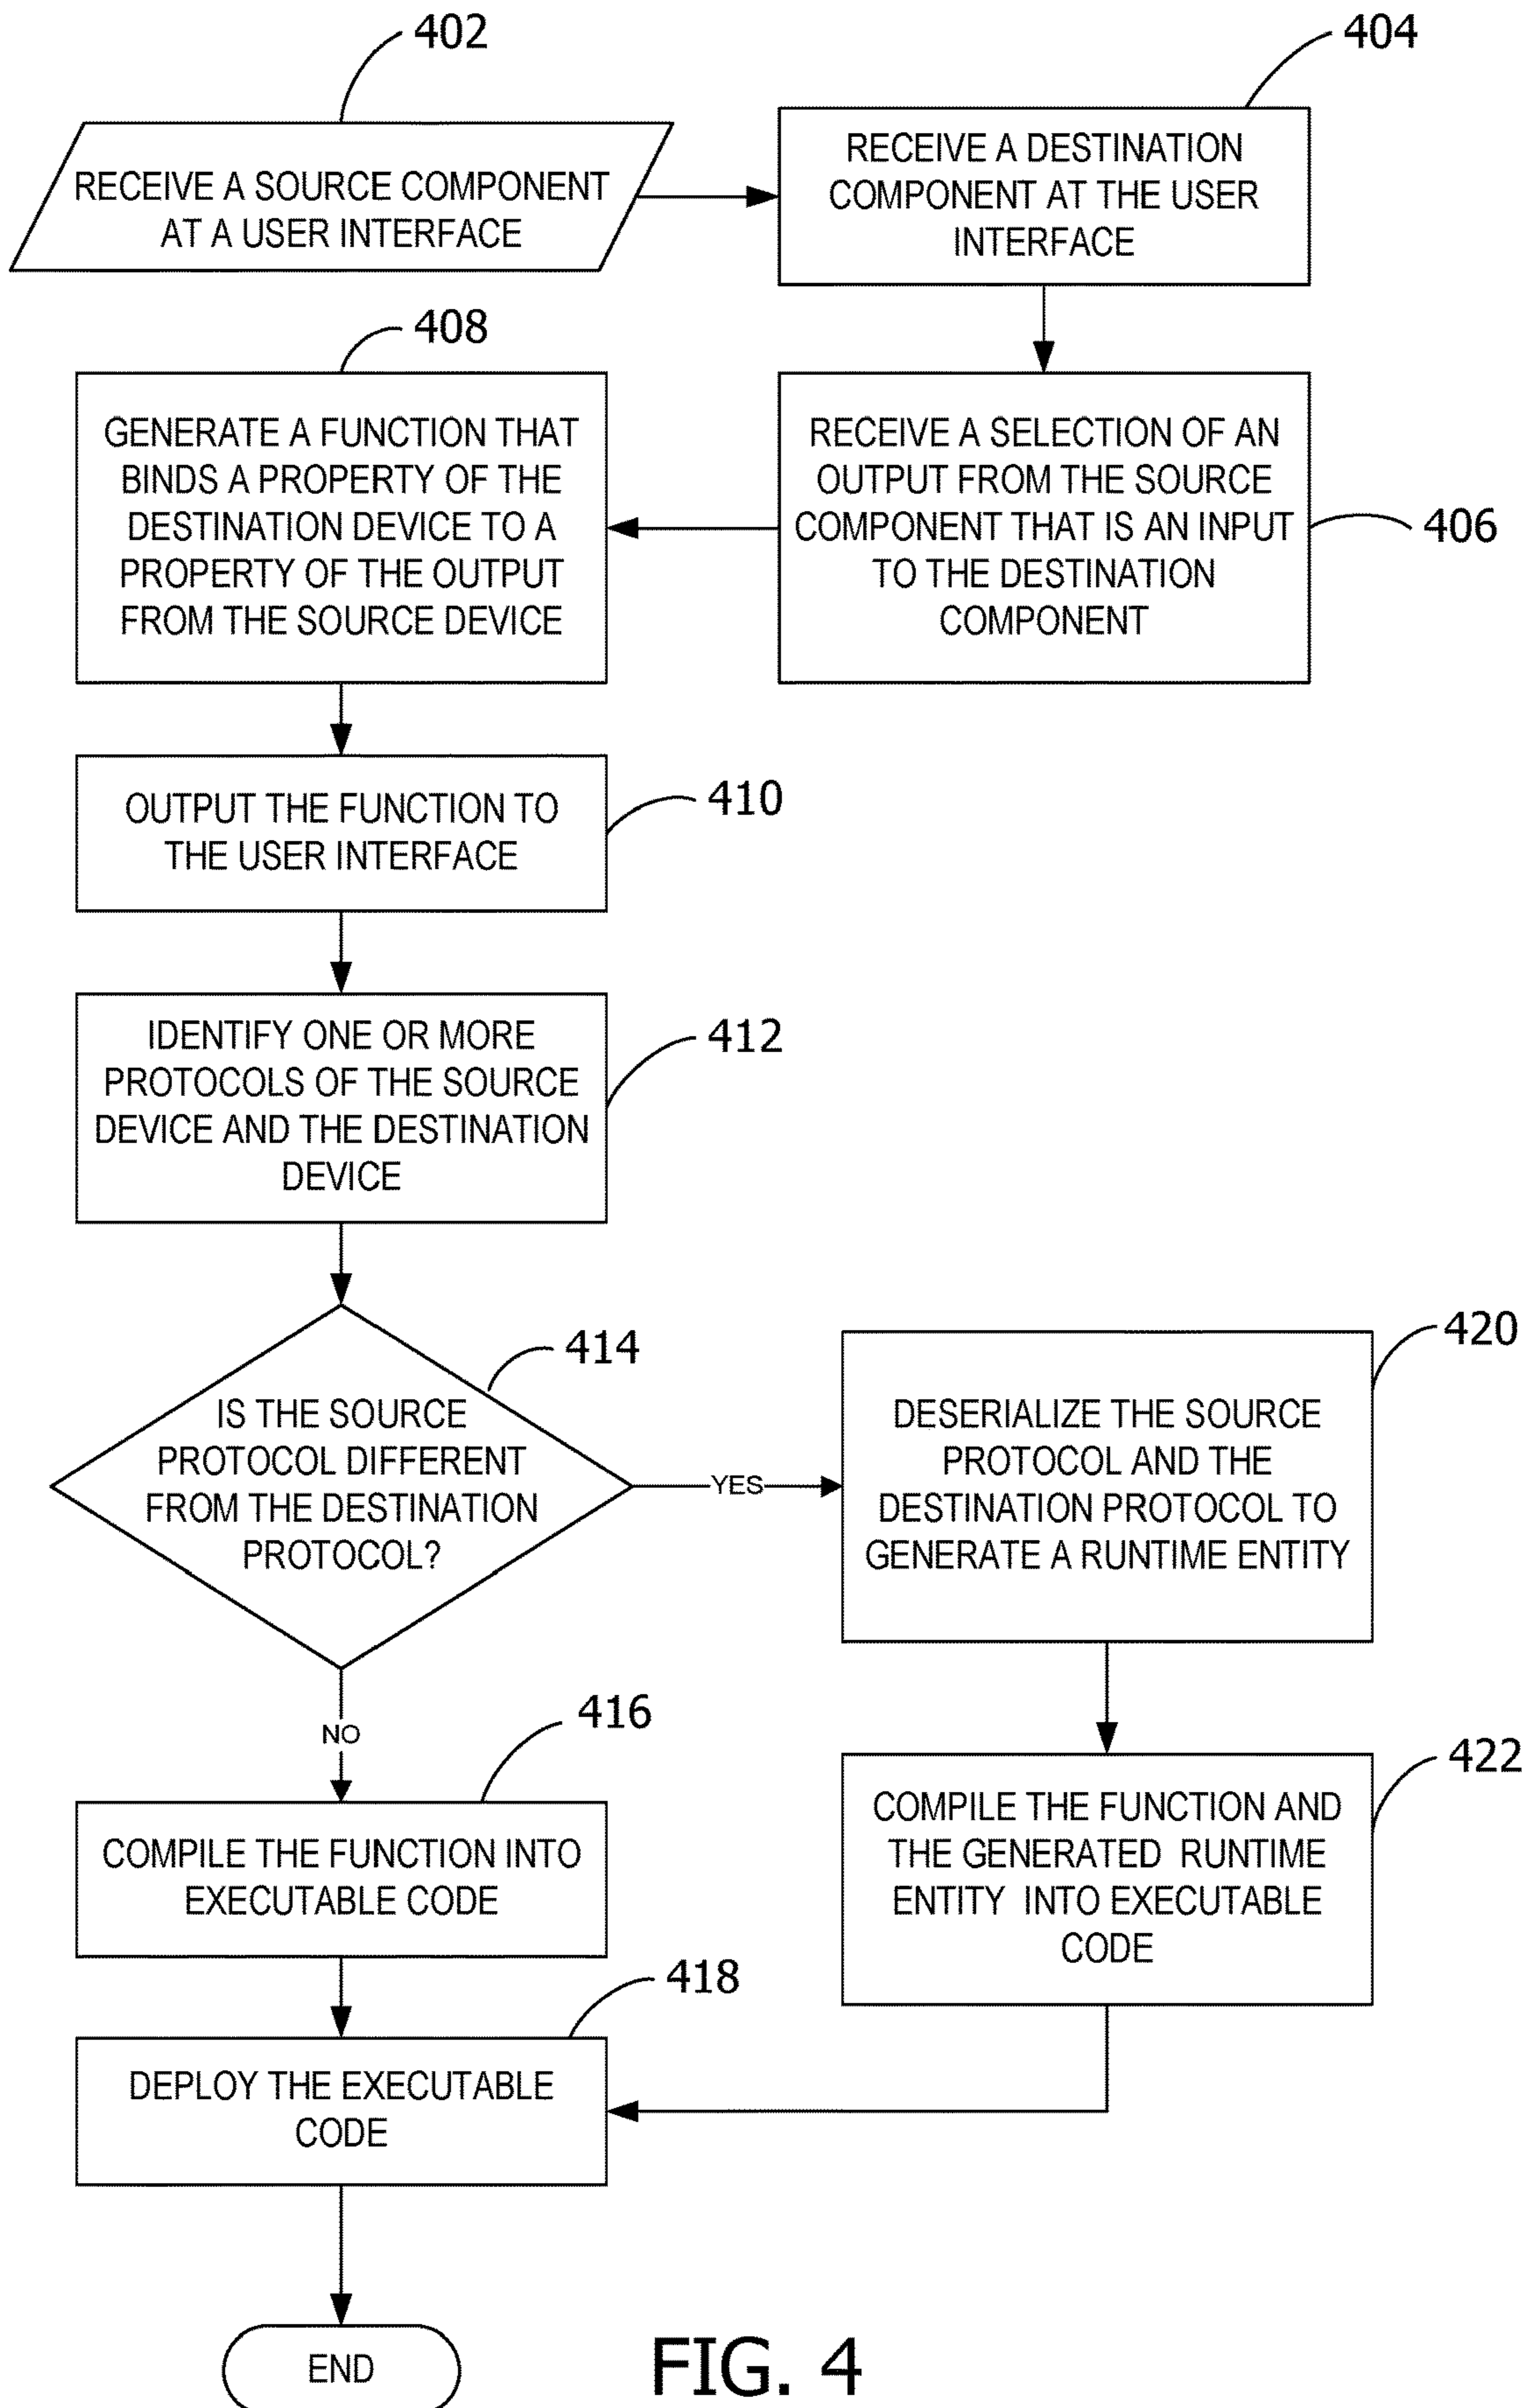 402
RECEIVE A SOURCE COMPONENT
AT A USER INTERFACE
404
RECEIVE A DESTINATION
COMPONENT AT THE USER
INTERFACE
406
RECEIVE A SELECTION OF AN
OUTPUT FROM THE SOURCE
COMPONENT THAT IS AN INPUT
TO THE DESTINATION
COMPONENT
408
GENERATE A FUNCTION THAT
BINDS A PROPERTY OF THE
DESTINATION DEVICE TO A
PROPERTY OF THE OUTPUT
FROM THE SOURCE DEVICE
410
OUTPUT THE FUNCTION TO
THE USER INTERFACE
412
IDENTIFY ONE OR MORE
PROTOCOLS OF THE SOURCE
DEVICE AND THE DESTINATION
DEVICE
414
IS THE SOURCE
PROTOCOL DIFFERENT
FROM THE DESTINATION
PROTOCOL?
YES
420
DESERIALIZE THE SOURCE
PROTOCOL AND THE
DESTINATION PROTOCOL TO
GENERATE A RUNTIME ENTITY
422
COMPILE THE FUNCTION AND
THE GENERATED RUNTIME
ENTITY INTO EXECUTABLE
CODE
NO
416
COMPILE THE FUNCTION INTO
EXECUTABLE CODE
418
DEPLOY THE EXECUTABLE
CODE
END
FIG. 4